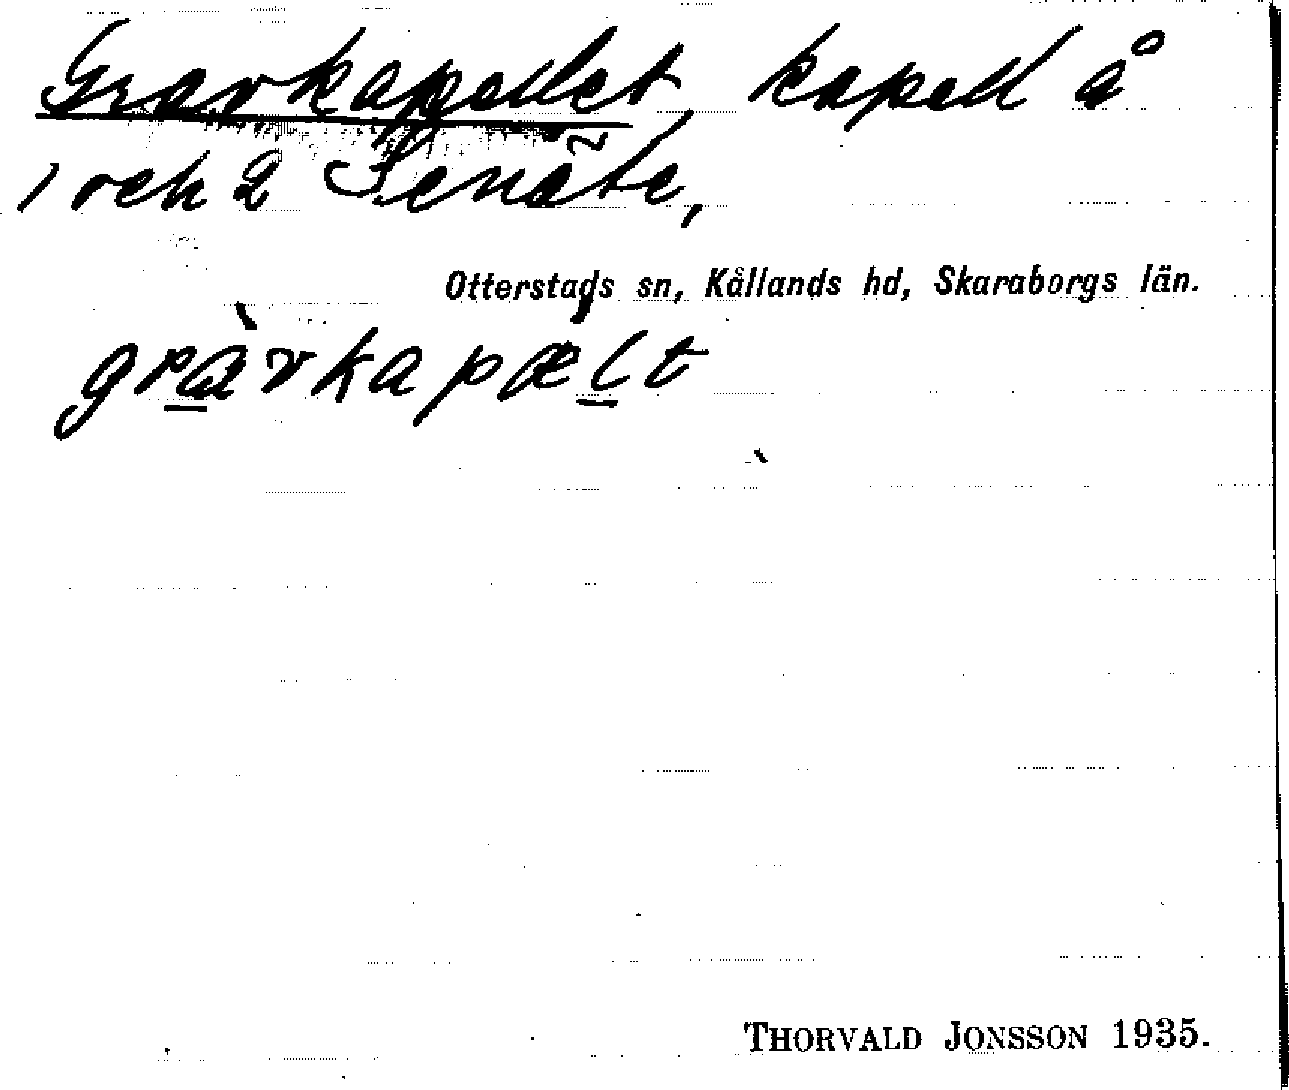 Gravkapellet, kapell å
1 och 2 Senäte,
Otterstads sn, Kållands hd, Skaraborgs län.
gràvkapælt
THORVALD JONSSON 1935.